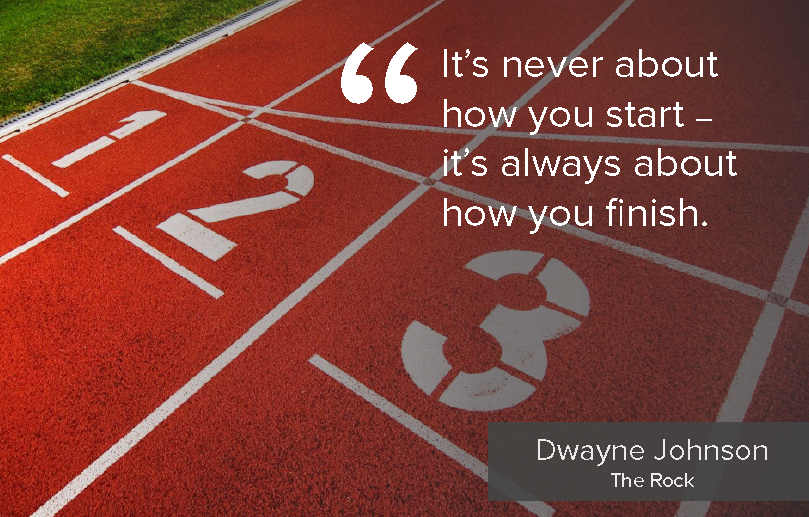 1
2
3
“It’s never about
how you start –
it’s always about
how you finish.
Dwayne Johnson
The Rock